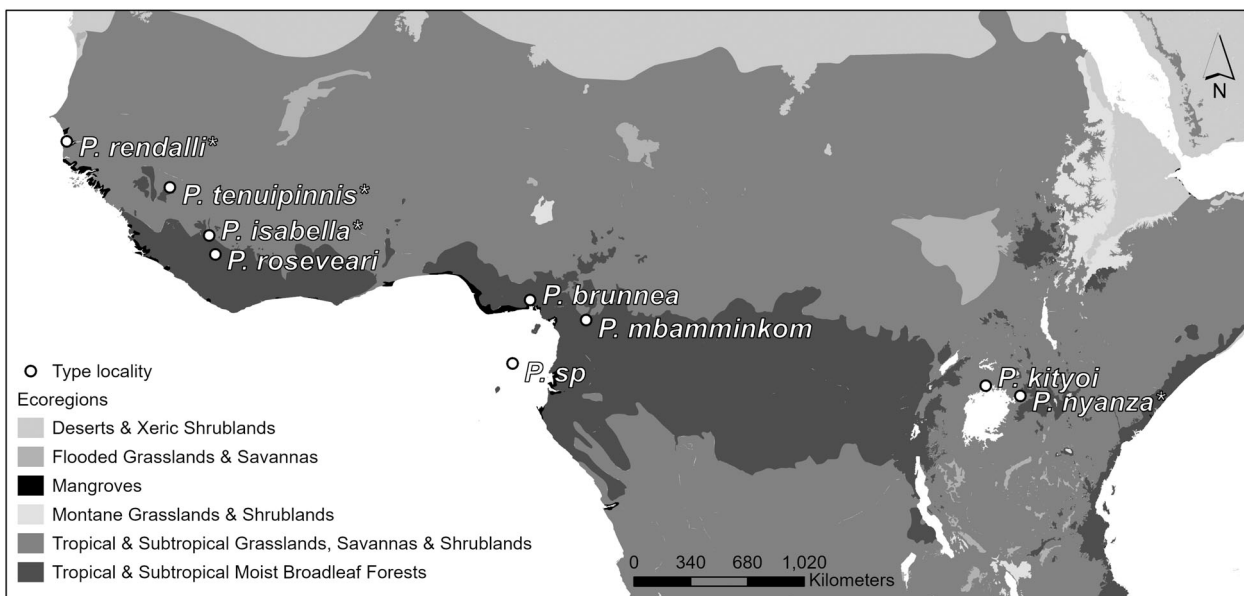 N
P. rendalli*
P. tenuipinnis*
P. isabella*
P. roseveari
P. brunnea
P. mbamminkom
P. sp
P. kityoi
P. nyanza*
Type locality
Ecoregions
Deserts & Xeric Shrublands
Flooded Grasslands & Savannas
Mangroves
Montane Grasslands & Shrublands
Tropical & Subtropical Grasslands, Savannas & Shrublands
Tropical & Subtropical Moist Broadleaf Forests
0 340 680 1,020
Kilometers